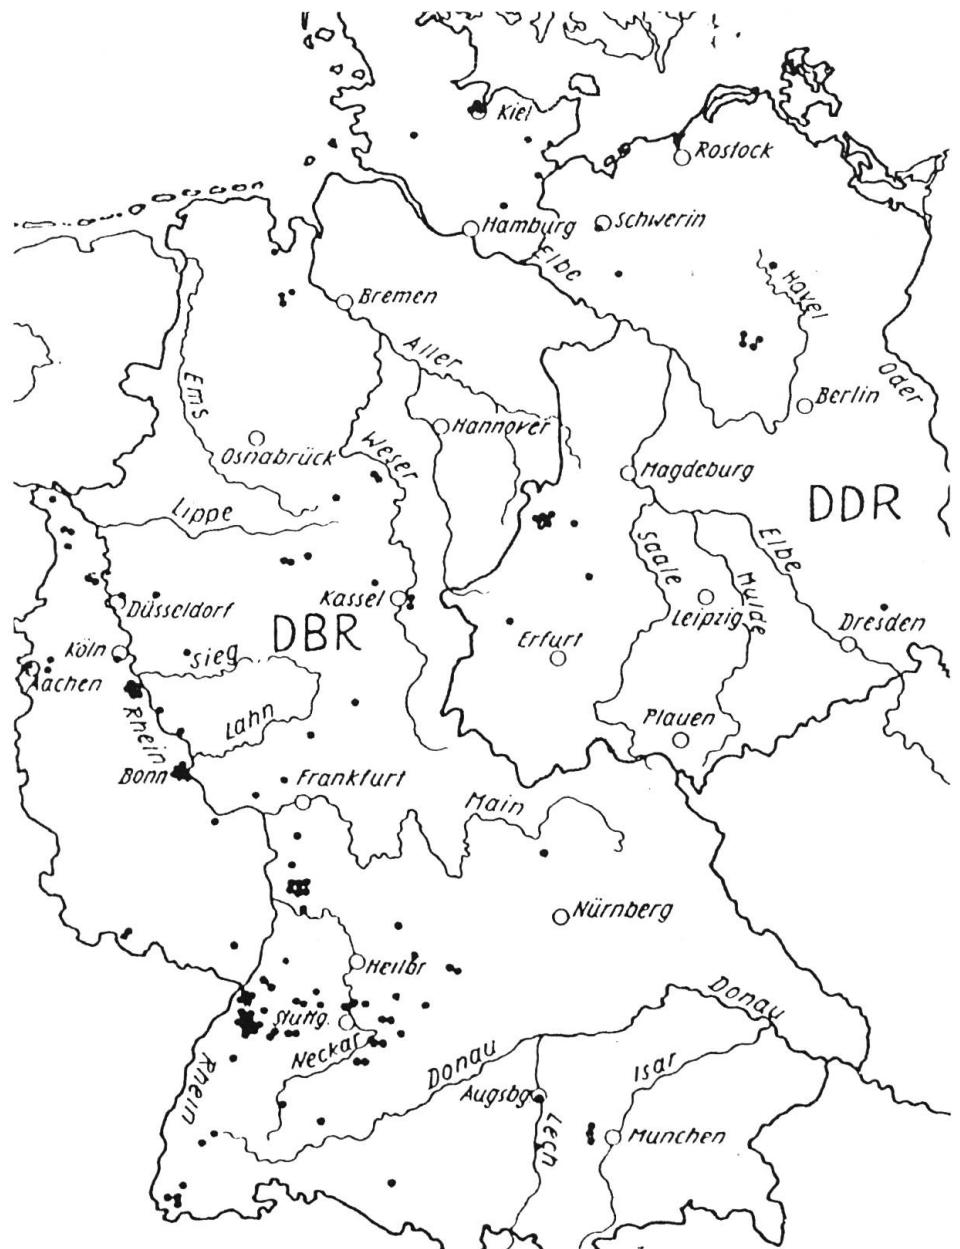 Kiel
Rostock
Hamburg
Schwerin
Elbe
Havel
Bremen
Aller
Ems
Oder
Berlin
Hannover
Osnabrück
Weser
Magdeburg
DDR
Lippe
Elbe
Saale
Mulde
Düsseldorf
Kassel
Leipzig
DBR
Erfurt
Dresden
Köln
Sieg
Aachen
Rhein
Lahn
Plauen
Bonn
Frankfurt
Main
Nürnberg
Heilbr
Donau
Stuttg.
Neckar
Donau
Isar
Rhein
Augsbg
Lech
Munchen